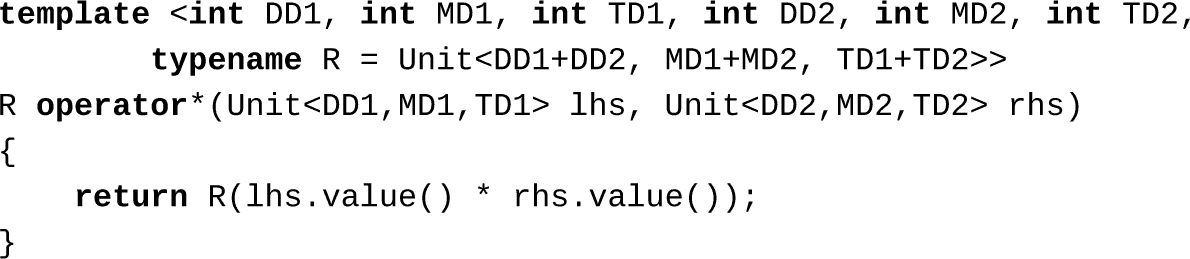 template <int DD1, int MD1, int TD1, int DD2, int MD2, int TD2,
        typename R = Unit<DD1+DD2, MD1+MD2, TD1+TD2>>
R operator*(Unit<DD1,MD1,TD1> lhs, Unit<DD2,MD2,TD2> rhs)
{
    return R(lhs.value() * rhs.value());
}